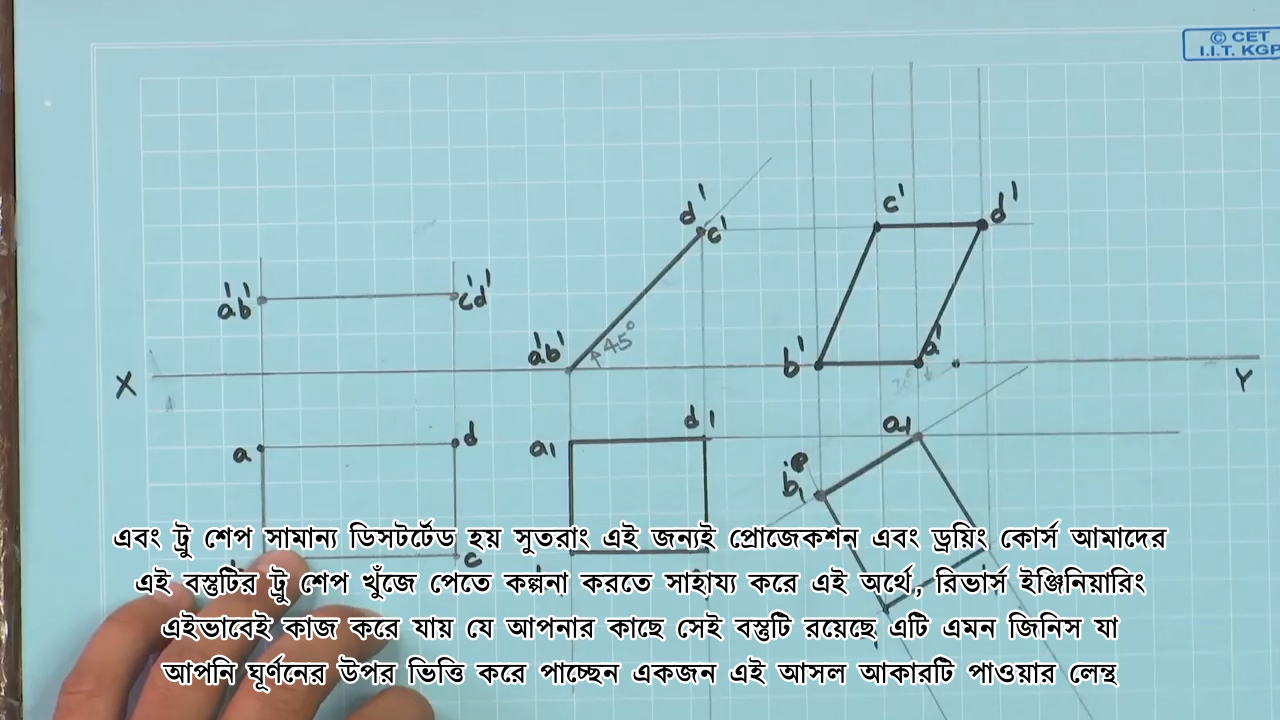 © CET
I.I.T. KGP
d'
c'
c'
d'
a'b'
c'd'
a'b'
45°
b'
a'
X
Y
a
d
a1
d1
a1
b1
c
এবং ট্রু শেপ সামান্য ডিসটর্টেড হয় সুতরাং এই জন্যই প্রোজেকশন এবং ড্রয়িং কোর্স আমাদের
এই বস্তুটির ট্রু শেপ খুঁজে পেতে কল্পনা করতে সাহায্য করে এই অর্থে, রিভার্স ইঞ্জিনিয়ারিং
এইভাবেই কাজ করে যায় যে আপনার কাছে সেই বস্তুটি রয়েছে এটি এমন জিনিস যা
আপনি ঘূর্ণনের উপর ভিত্তি করে পাচ্ছেন একজন এই আসল আকারটি পাওয়ার লেন্থ